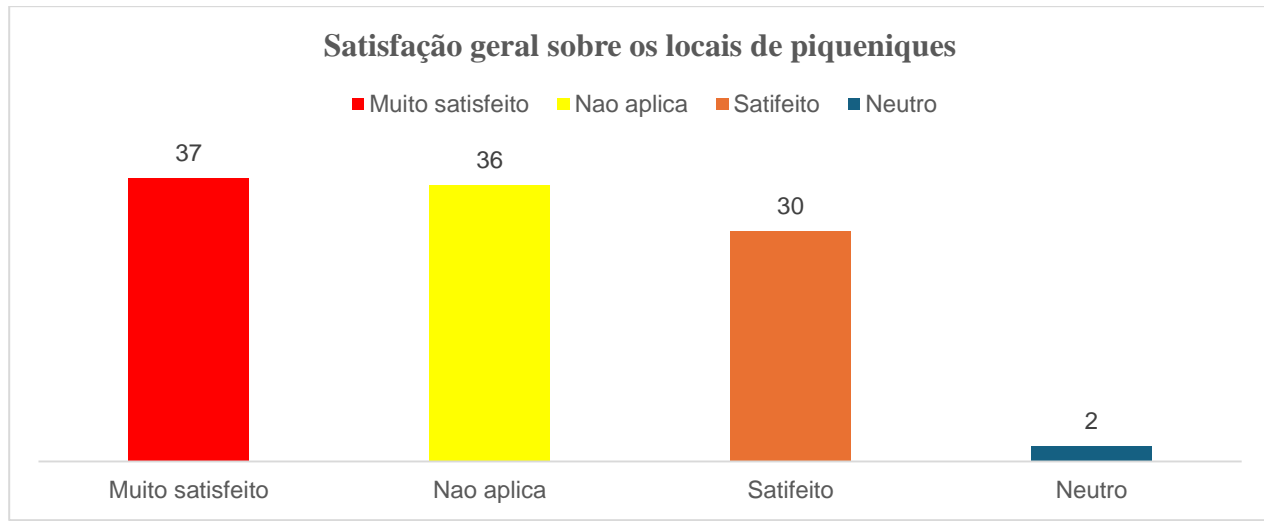 Satisfação geral sobre os locais de piqueniques
Muito satisfeito Nao aplica Satifeito Neutro
37
36
30
2
Muito satisfeito Nao aplica Satifeito Neutro